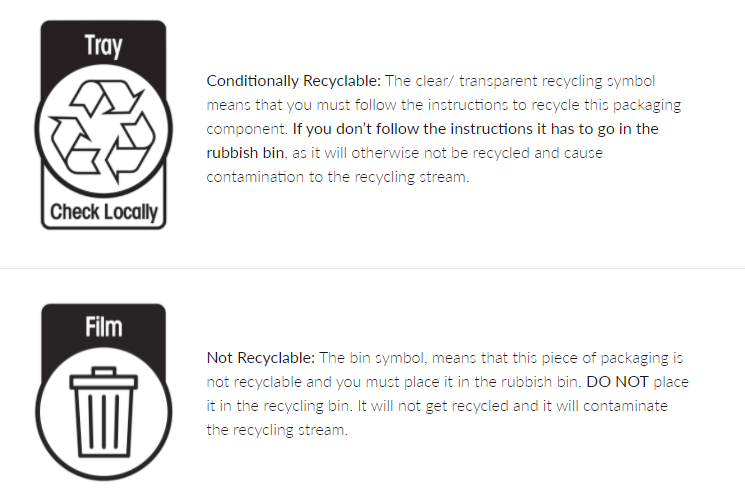 Tray
Check Locally
Conditionally Recyclable: The clear/ transparent recycling symbol
means that you must follow the instructions to recycle this packaging
component. If you don't follow the instructions it has to go in the
rubbish bin, as it will otherwise not be recycled and cause
contamination to the recycling stream.
Film
Not Recyclable: The bin symbol, means that this piece of packaging is
not recyclable and you must place it in the rubbish bin. DO NOT place
it in the recycling bin. It will not get recycled and it will contaminate
the recycling stream.